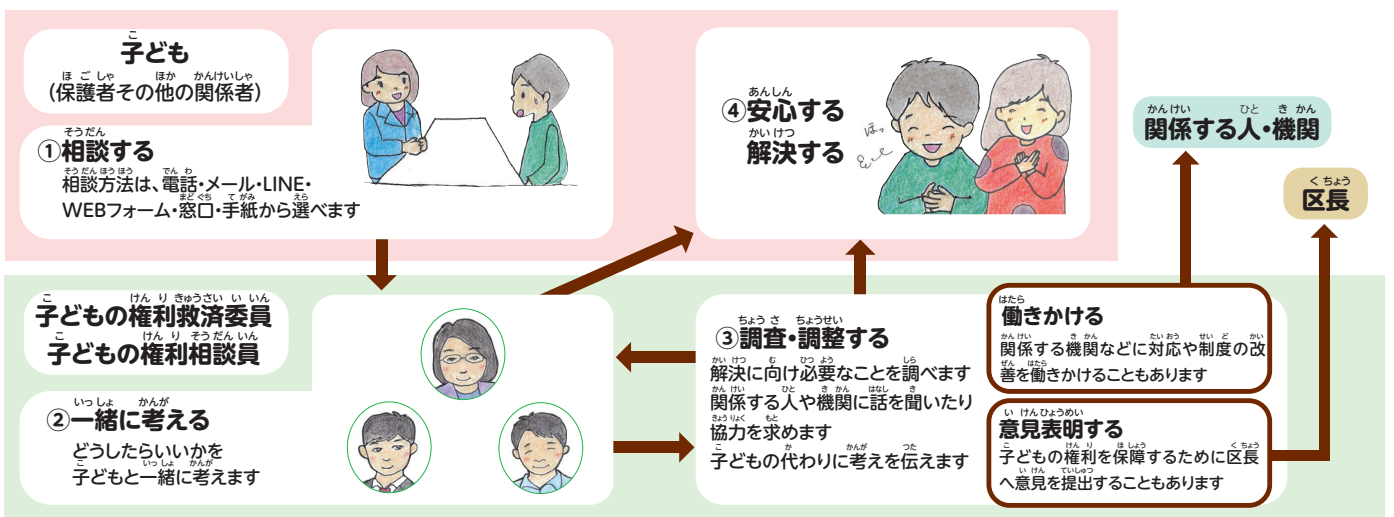 子ども
(保護者その他の関係者)
①相談する
相談方法は、電話・メール・LINE・
WEBフォーム・窓口・手紙から選べます
④安心する
解決する
ほっ
関係する人・機関
区長
子どもの権利救済委員
子どもの権利相談員
②一緒に考える
どうしたらいいかを
子どもと一緒に考えます
③調査・調整する
解決に向け必要なことを調べます
関係する人や機関に話を聞いたり
協力を求めます
子どもの代わりに考えを伝えます
働きかける
関係する機関などに対応や制度の改
善を働きかけることもあります
意見表明する
子どもの権利を保障するために区長
へ意見を提出することもあります